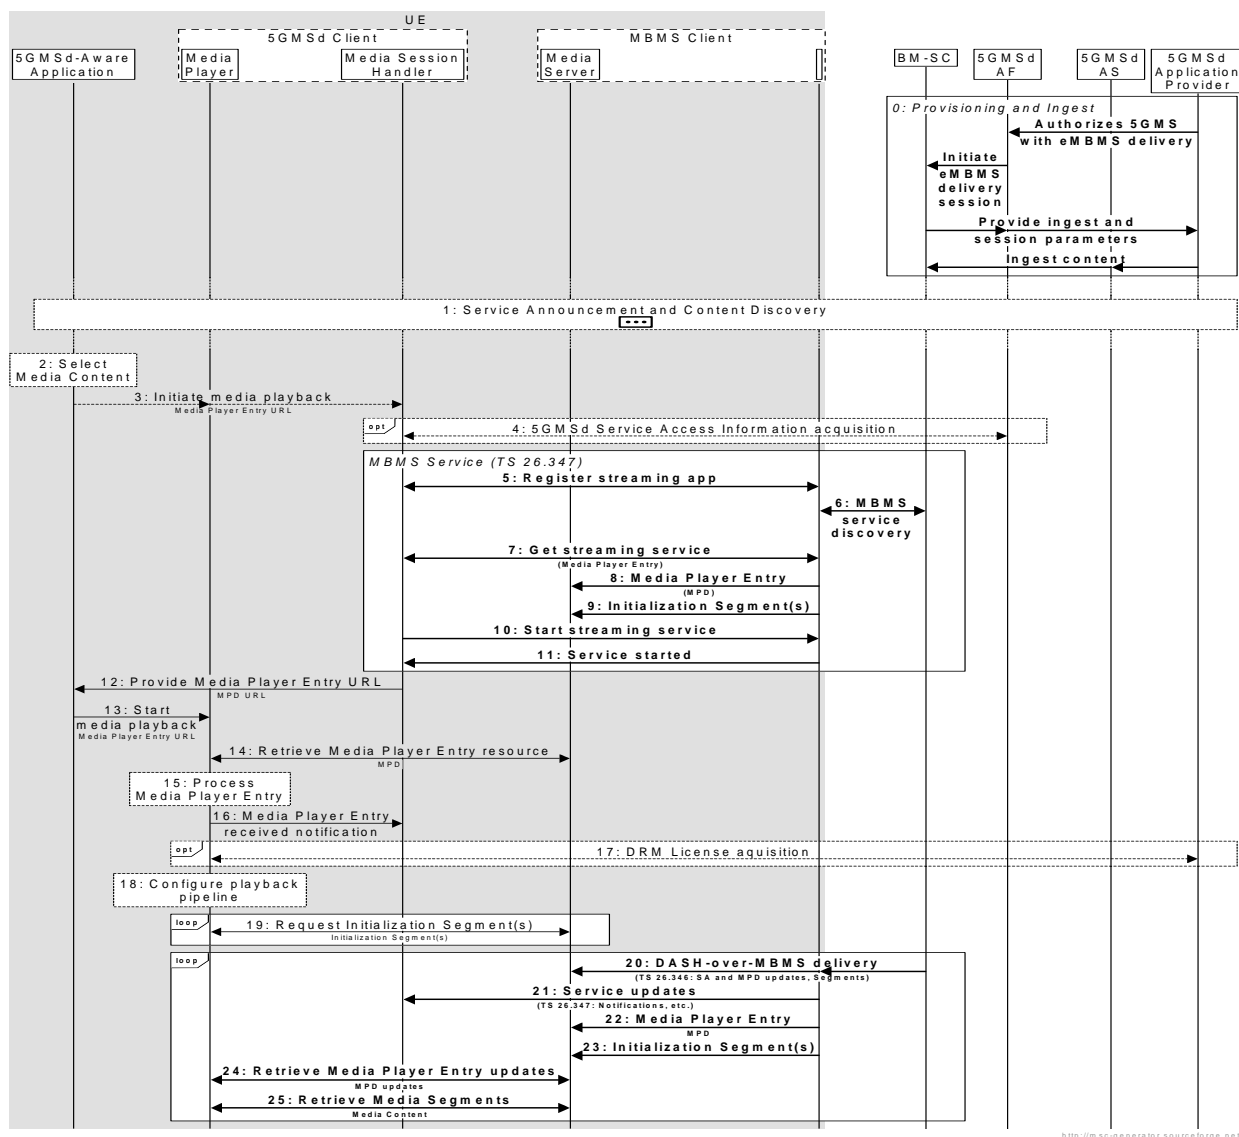 UE
5GMSd Client
MBMS Client
5GMSd-Aware
Application
Media
Player
Media Session
Handler
Media
Server
BM-SC
5GMSd
AF
5GMSd
AS
5GMSd
Application
Provider
0: Provisioning and Ingest
Authorizes 5GMS
with eMBMS delivery
Initiate
eMBMS
delivery
session
Provide ingest and
session parameters
Ingest content
1: Service Announcement and Content Discovery
2: Select
Media Content
3: Initiate media playback
Media Player Entry URL
opt
4: 5GMSd Service Access Information acquisition
MBMS Service (TS 26.347)
5: Register streaming app
6: MBMS
service
discovery
7: Get streaming service
(Media Player Entry)
8: Media Player Entry
(MPD)
9: Initialization Segment(s)
10: Start streaming service
11: Service started
12: Provide Media Player Entry URL
MPD URL
13: Start
media playback
Media Player Entry URL
14: Retrieve Media Player Entry resource
MPD
15: Process
Media Player Entry
16: Media Player Entry
received notification
opt
17: DRM License aquisition
18: Configure playback
pipeline
loop
19: Request Initialization Segment(s)
Initialization Segment(s)
loop
20: DASH-over-MBMS delivery
(TS 26.346: SA and MPD updates, Segments)
21: Service updates
(TS 26.347: Notifications, etc.)
22: Media Player Entry
MPD
23: Initialization Segment(s)
24: Retrieve Media Player Entry updates
MPD updates
25: Retrieve Media Segments
Media Content
http://msc-generator.sourceforge.net